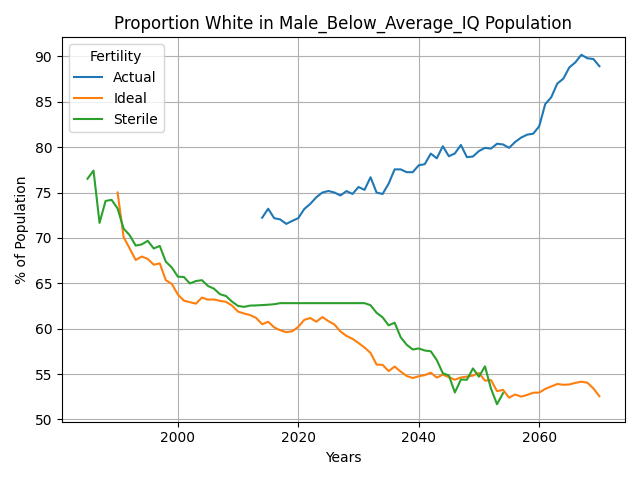 Proportion White in Male_Below_Average_IQ Population
Fertility
Actual
Ideal
Sterile
% of Population
90
85
80
75
70
65
60
55
50
2000
2020
2040
2060
Years